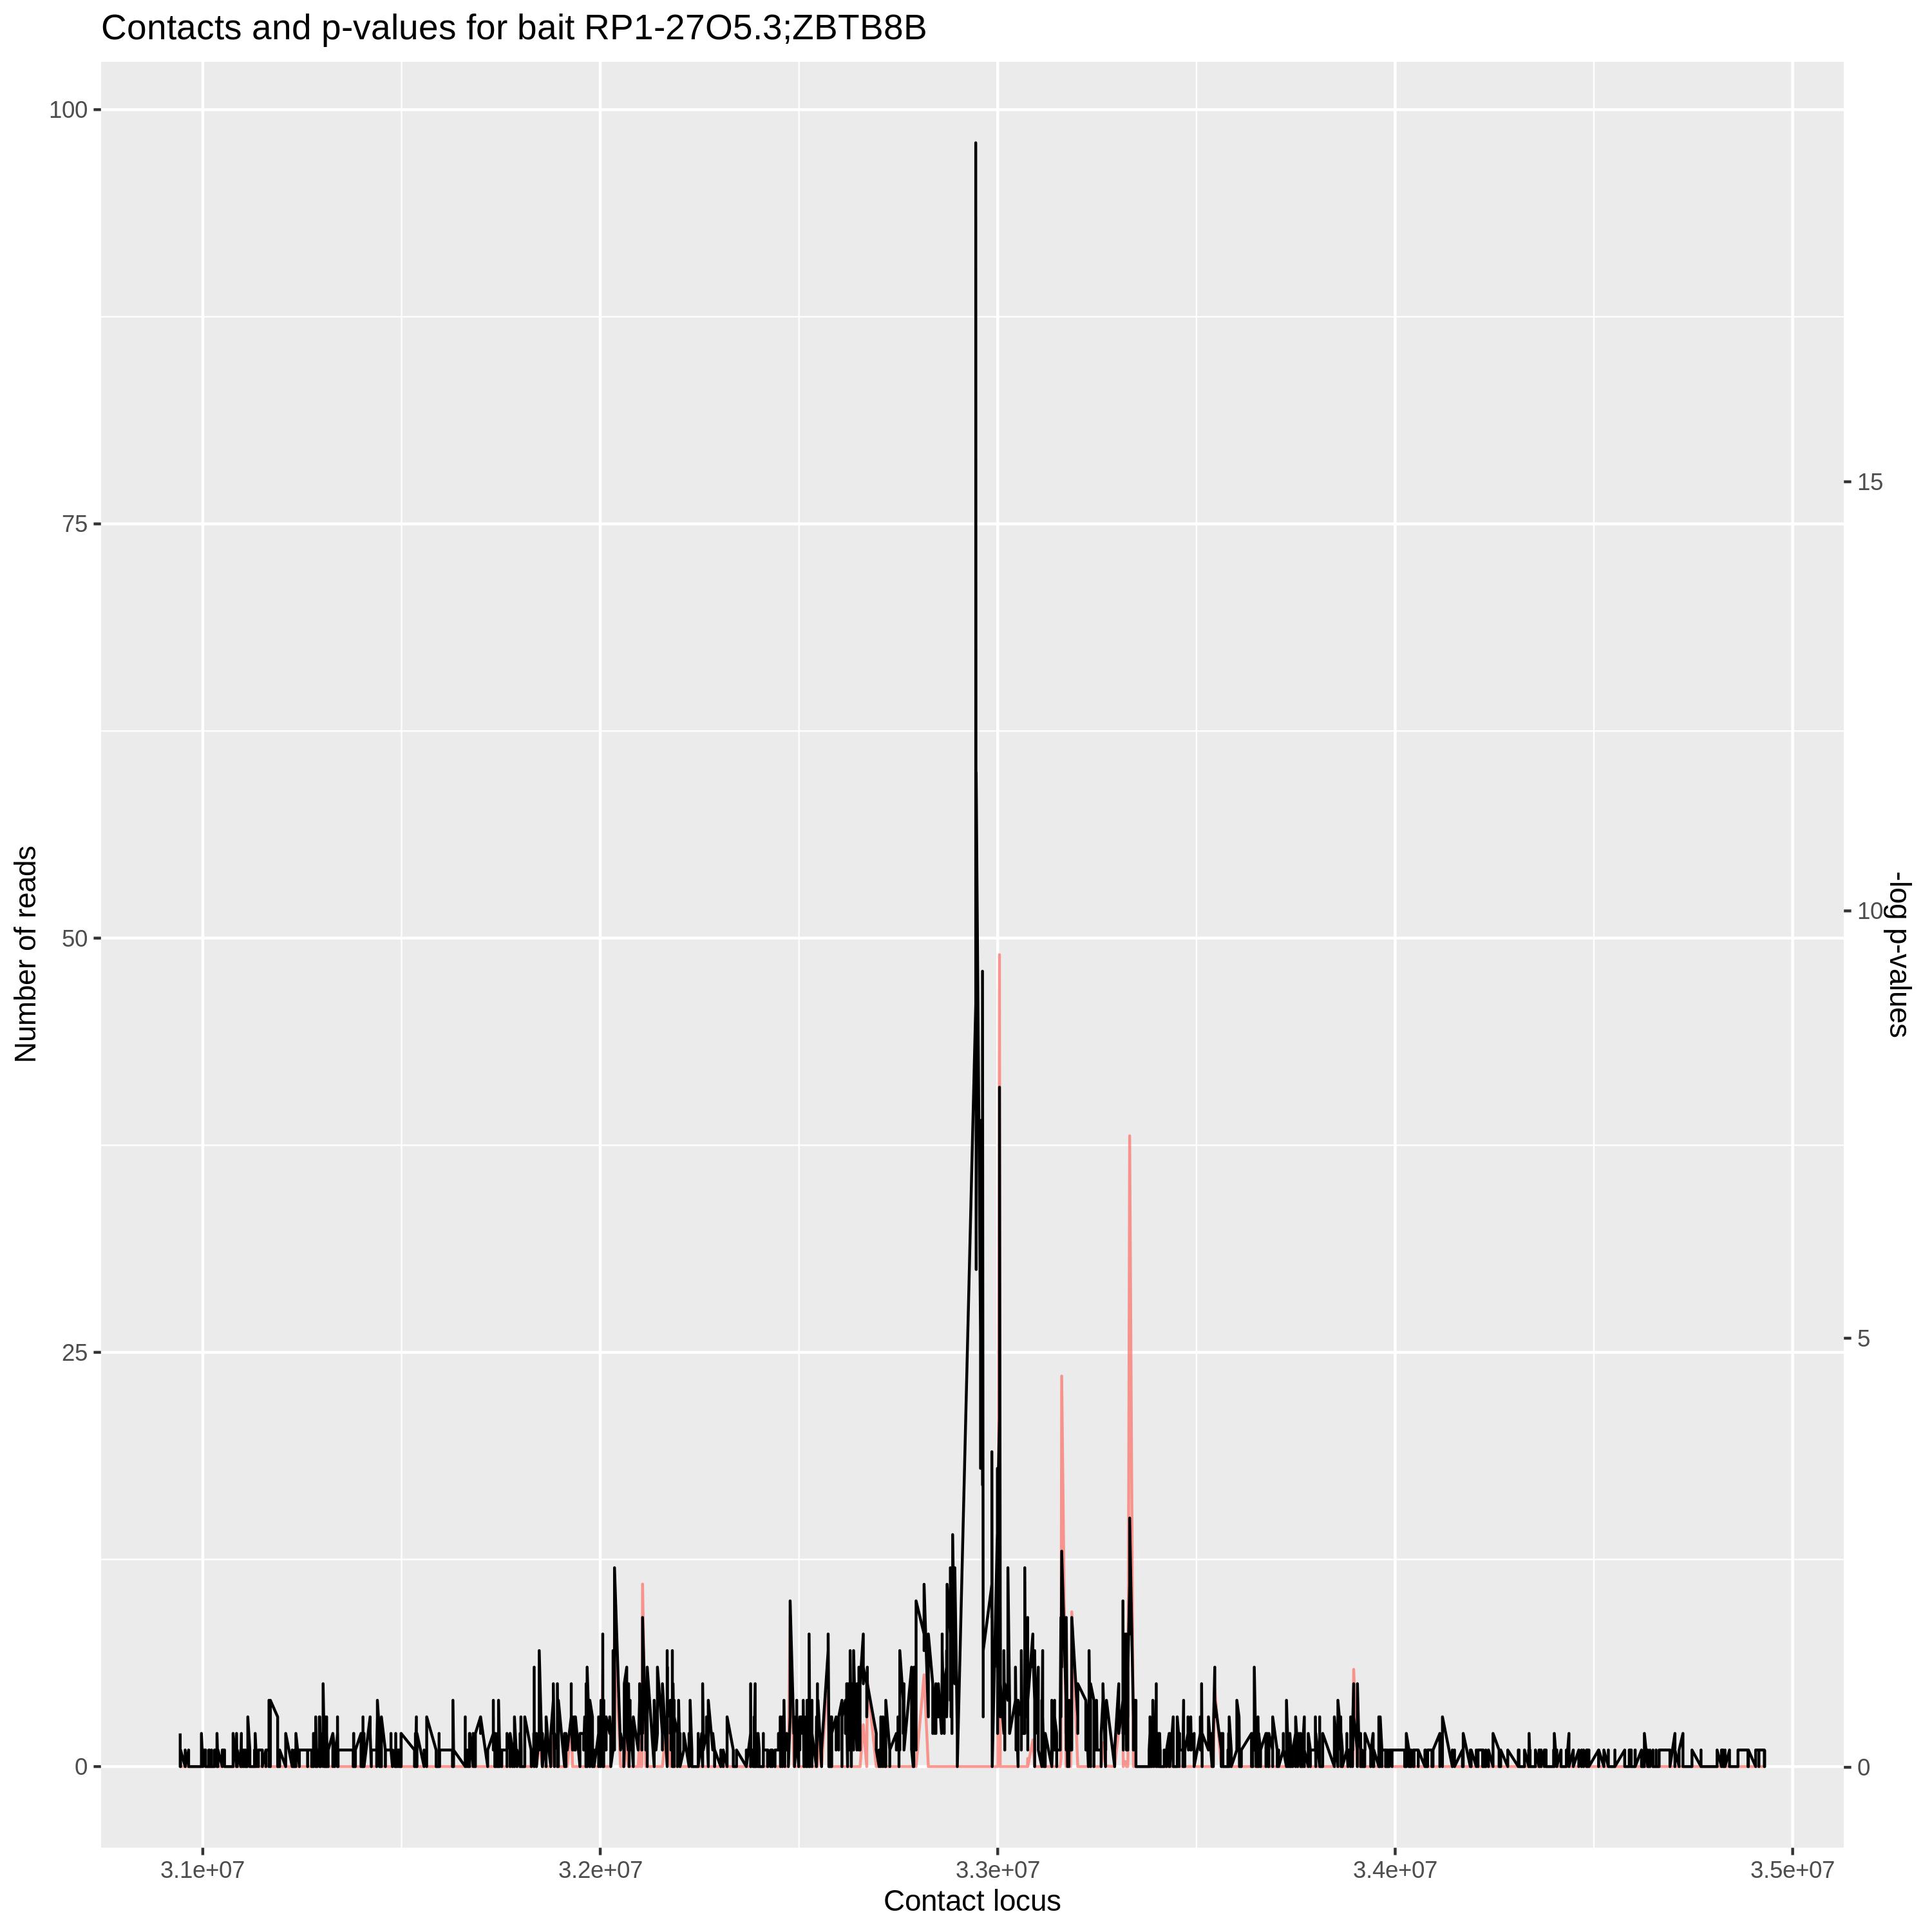 Contacts and p-values for bait RP1-27O5.3;ZBTB8B
100
75
50
25
0
Number of reads
15
10
5
0
-log p-values
3.1e+07
3.2e+07
3.3e+07
3.4e+07
3.5e+07
Contact locus